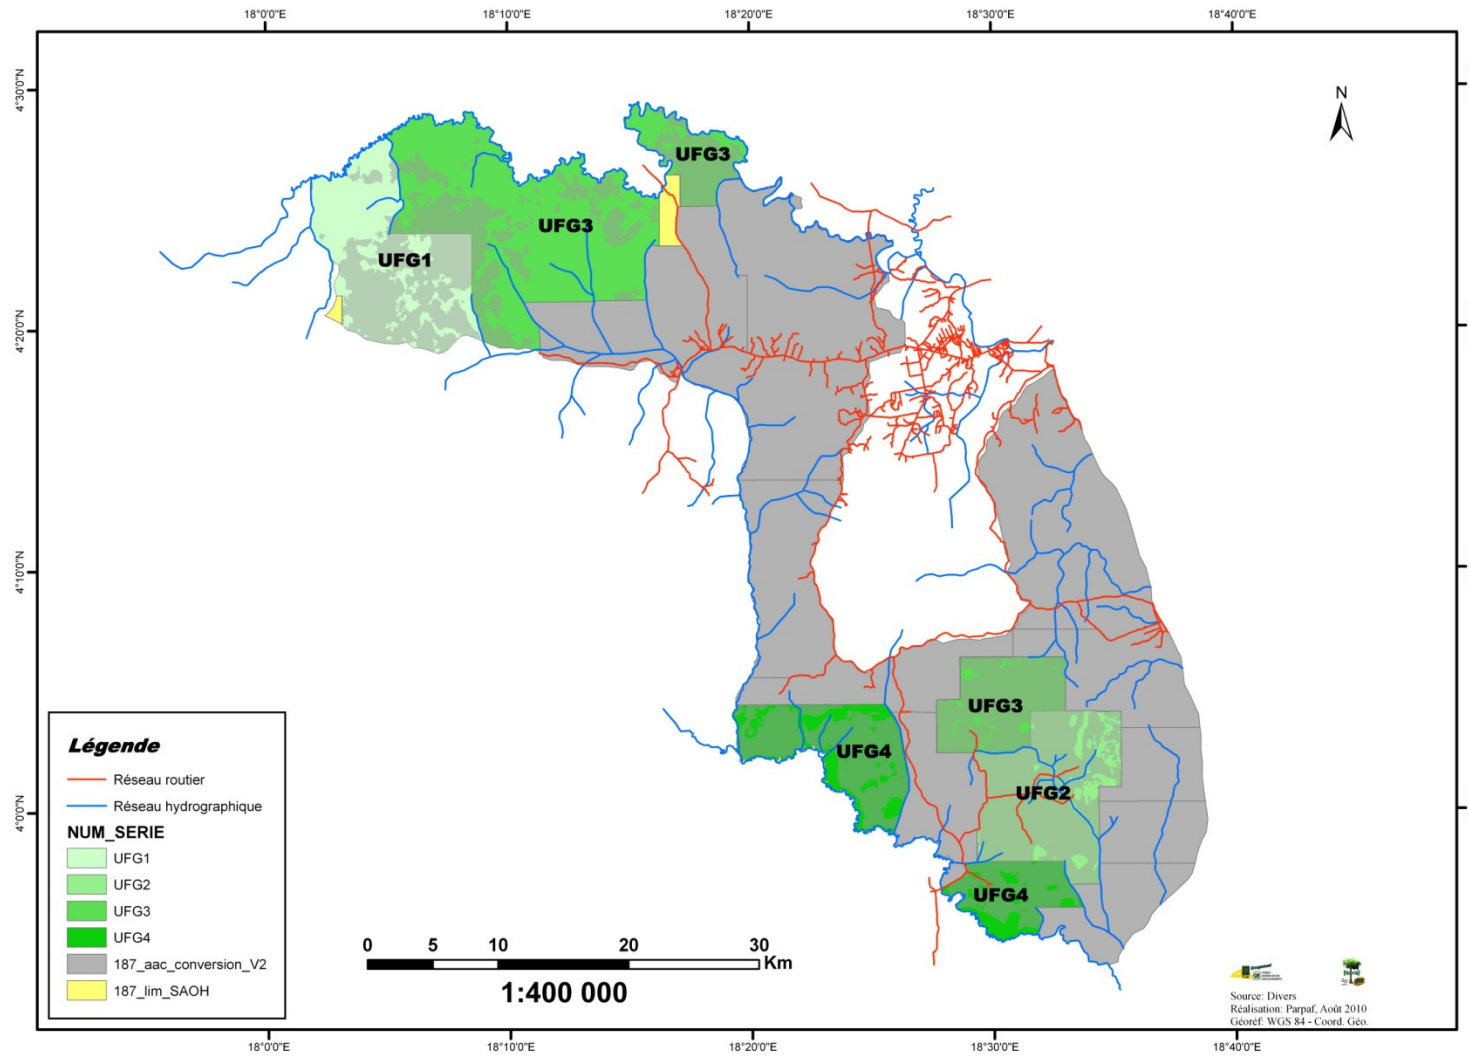 18°0'0"E 18°10'0"E 18°20'0"E 18°30'0"E 18°40'0"E
4°30'0"N
N
UFG3
UFG3
UFG1
4°20'0"N
4°10'0"N
UFG3
UFG4
UFG2
4°0'0"N
UFG4
Légende
Réseau routier
Réseau hydrographique
NUM_SERIE
UFG1
UFG2
UFG3
UFG4
187_aac_conversion_V2
187_lim_SAOH
0 5 10 20 30
Km
1:400 000
Source: Divers
Réalisation: Parpaf, Août 2010
Géoréf: WGS 84 - Coord. Géo.
18°0'0"E 18°10'0"E 18°20'0"E 18°30'0"E 18°40'0"E